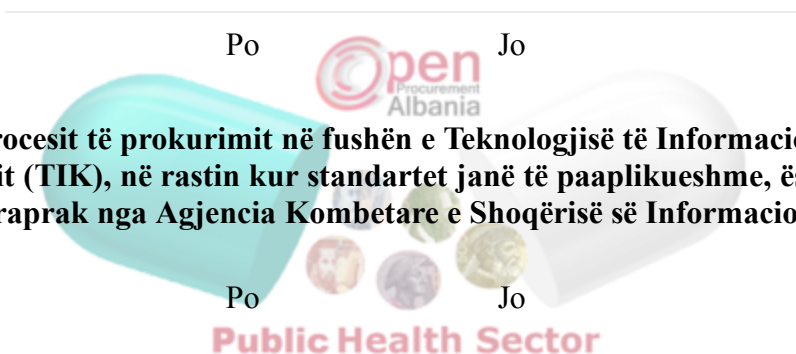 Po Jo
Open
Procurement
Albania
rocesit të prokurimit në fushën e Teknologjisë të Informacio
it (TIK), në rastin kur standartet janë të paaplikueshme, ës
raprak nga Agjencia Kombetare e Shoqërisë së Informacio
Po Jo
Public Health Sector